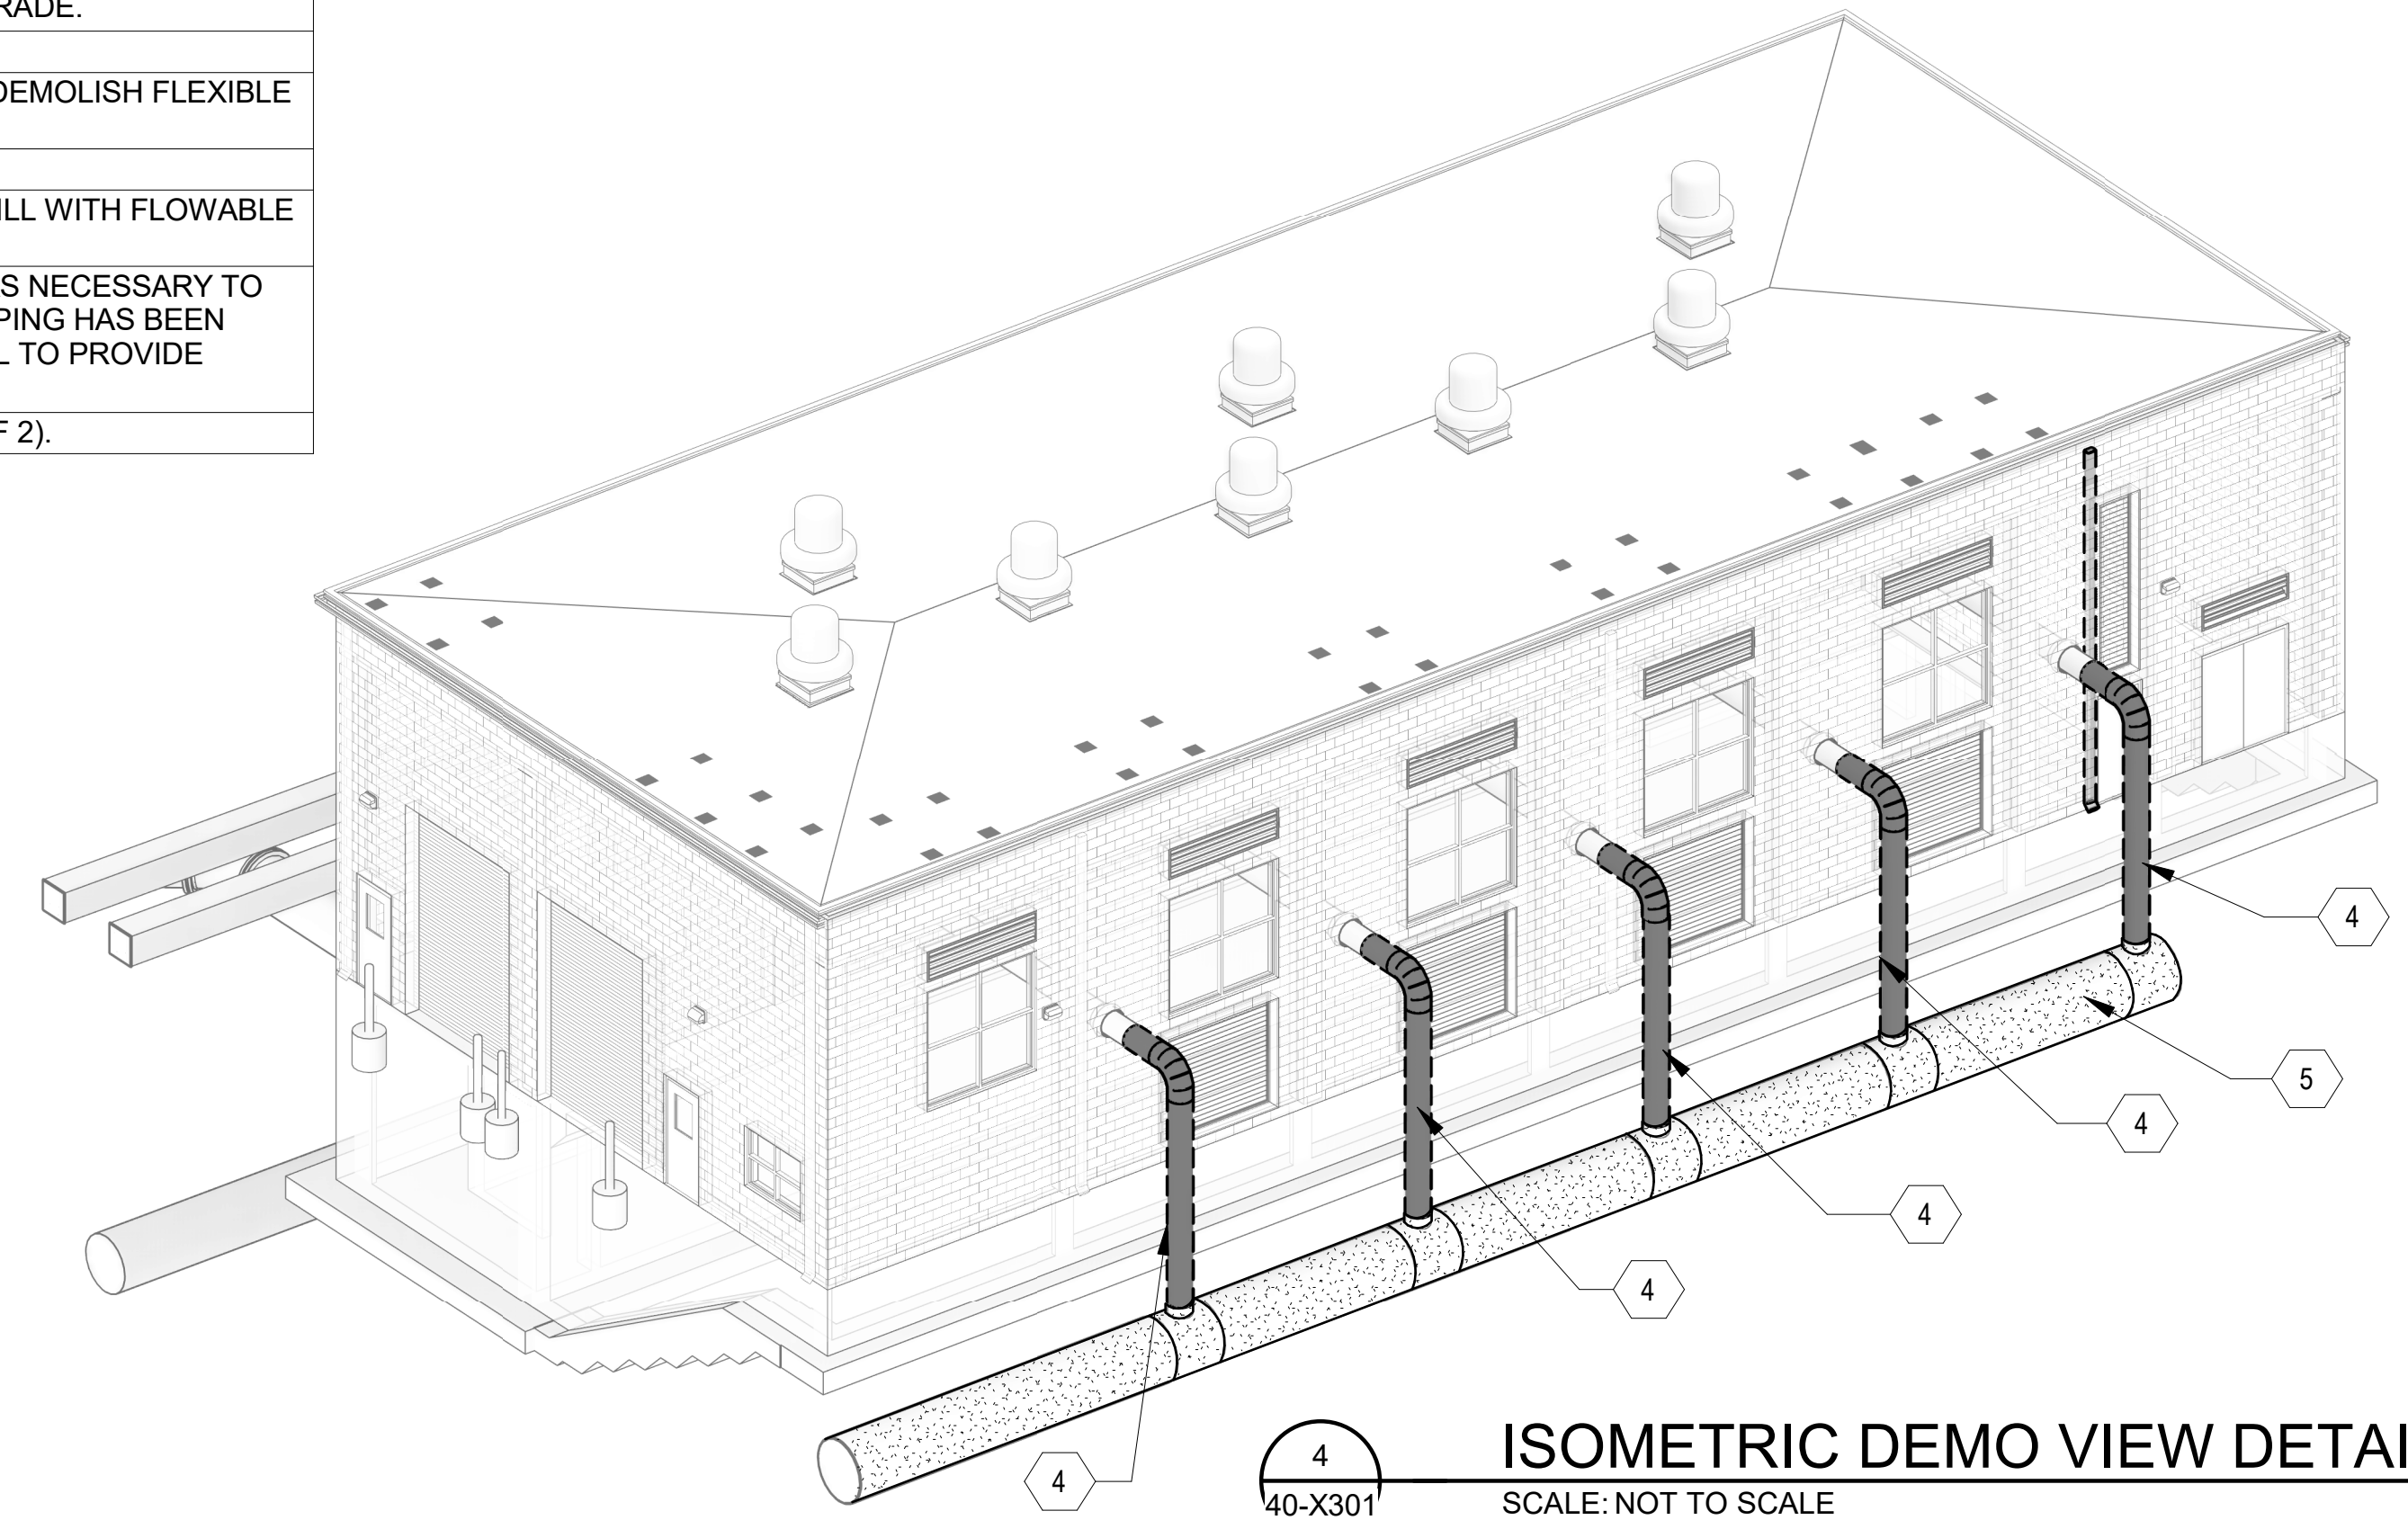 RADE.
DEMOLISH FLEXIBLE
ILL WITH FLOWABLE
AS NECESSARY TO
PING HAS BEEN
L TO PROVIDE
F 2).
4
5
4
4
4
4
4
40-X301
ISOMETRIC DEMO VIEW DETAI
SCALE: NOT TO SCALE